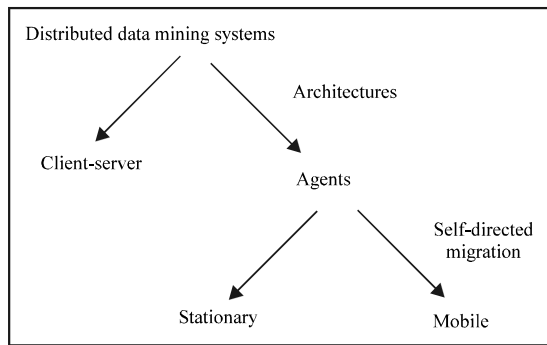 Distributed data mining systems
Architectures
Client-server
Agents
Self-directed
migration
Stationary
Mobile